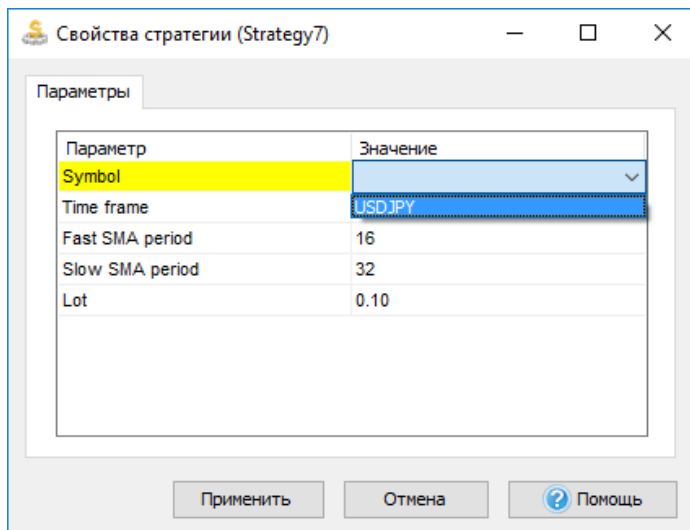 Свойства стратегии (Strategy7)
Параметры
Параметр Значение
Symbol
Time frame USDJPY
Fast SMA period 16
Slow SMA period 32
Lot 0.10
Применить Отмена Помощь